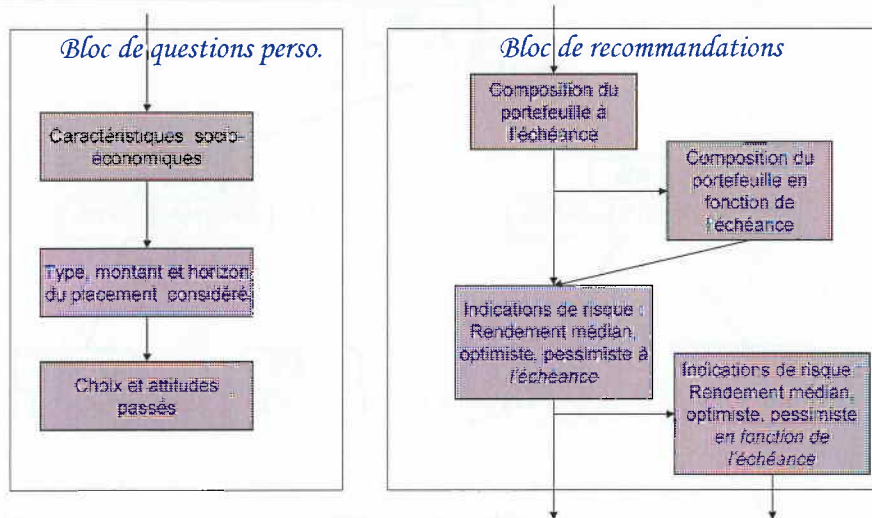 Bloc de questions perso.
Caractéristiques socio-
économiques
Type, montant et horizon
du placement considéré
Choix et attitudes
passés
Bloc de recommandations
Composition du
portefeuille à
l'échéance
Composition du
portefeuille en
fonction de
l'échéance
Indications de risque :
Rendement médian,
optimiste, pessimiste à
l'échéance
Indications de risque
Rendement médian,
optimiste, pessimiste
en fonction de
l'échéance